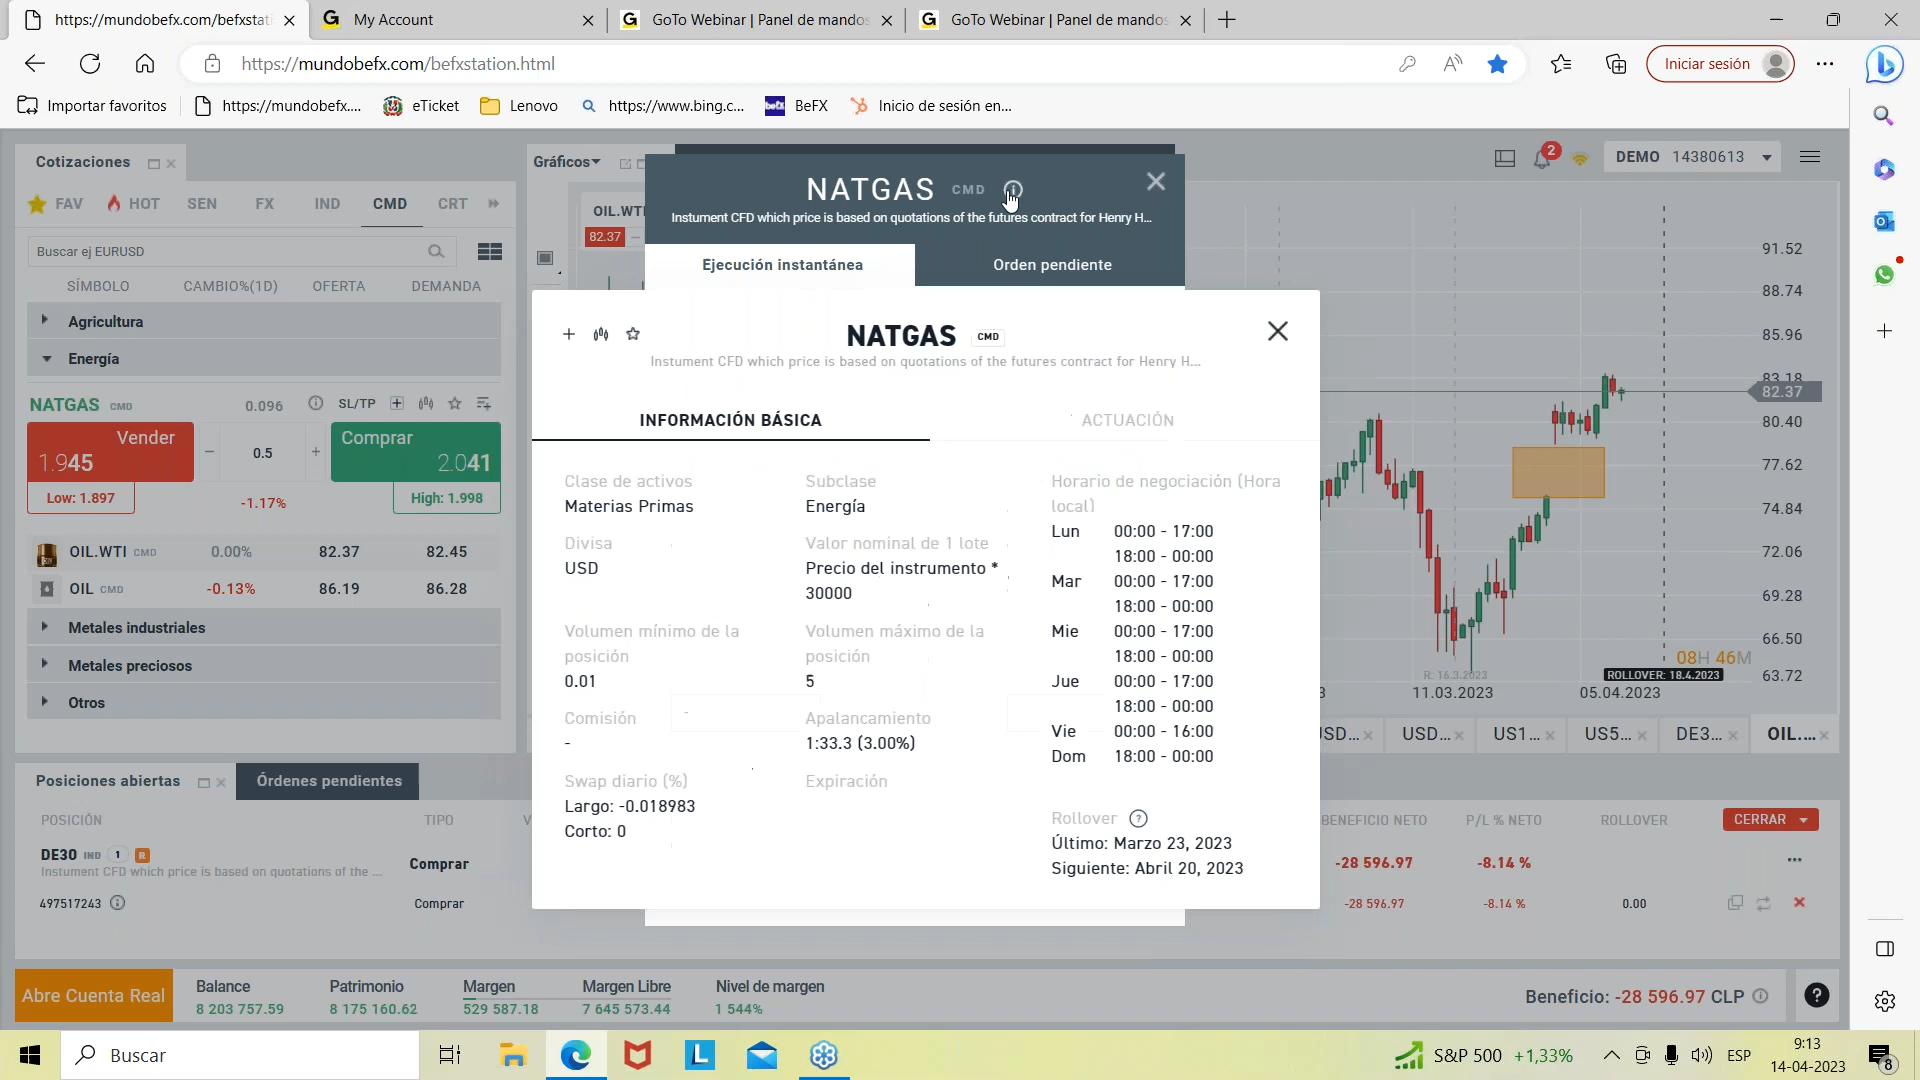 https://mundobefx.com/befxstati
My Account
GoTo Webinar | Panel de mandos
GoTo Webinar | Panel de mandos
https://mundobefx.com/befxstation.html
Iniciar sesión
Importar favoritos
https://mundobefx....
eTicket
Lenovo
https://www.bing.c...
BeFX
Inicio de sesión en...
Cotizaciones
FAV
HOT
SEN
FX
IND
CMD
CRT
Buscar ej EURUSD
SÍMBOLO
CAMBIO%(1D)
OFERTA
DEMANDA
Agricultura
Energía
NATGAS CMD
0.096
SL/TP
Vender
1.945
0.5
Comprar
2.041
Low: 1.897
-1.17%
High: 1.998
OIL.WTI CMD
0.00%
82.37
82.45
OIL CMD
-0.13%
86.19
86.28
Metales industriales
Metales preciosos
Otros
Gráficos
OIL.WTI
82.37
NATGAS CMD
Instument CFD which price is based on quotations of the futures contract for Henry H...
Ejecución instantánea
Orden pendiente
2
DEMO 14380613
NATGAS CMD
Instument CFD which price is based on quotations of the futures contract for Henry H...
INFORMACIÓN BÁSICA
ACTUACIÓN
Clase de activos
Materias Primas
Divisa
USD
Volumen mínimo de la
posición
0.01
Comisión
-
Swap diario (%)
Largo: -0.018983
Corto: 0
Subclase
Energía
Valor nominal de 1 lote
Precio del instrumento *
30000
Volumen máximo de la
posición
5
Apalancamiento
1:33.3 (3.00%)
Expiración
Horario de negociación (Hora
local)
Lun 00:00 - 17:00
18:00 - 00:00
Mar 00:00 - 17:00
18:00 - 00:00
Mie 00:00 - 17:00
18:00 - 00:00
Jue 00:00 - 17:00
18:00 - 00:00
Vie 00:00 - 16:00
Dom 18:00 - 00:00
Rollover ?
Último: Marzo 23, 2023
Siguiente: Abril 20, 2023
91.52
88.74
85.96
83.18
82.37
80.40
77.62
74.84
72.06
69.28
66.50
63.72
08H 46M
R: 16.3.2023
ROLLOVER: 18.4.2023
11.03.2023
05.04.2023
USD...
US1...
US5...
DE3...
OIL....
Posiciones abiertas
Órdenes pendientes
POSICIÓN
TIPO
BENEFICIO NETO
P/L % NETO
ROLLOVER
CERRAR
DE30 IND 1 R
Instument CFD which price is based on quotations of the ...
Comprar
-28 596.97
-8.14 %
497517243
Comprar
-28 596.97
-8.14 %
0.00
Abre Cuenta Real
Balance
8 203 757.59
Patrimonio
8 175 160.62
Margen
529 587.18
Margen Libre
7 645 573.44
Nivel de margen
1 544%
Beneficio: -28 596.97 CLP
Buscar
S&P 500 +1,33%
ESP
9:13
14-04-2023
8